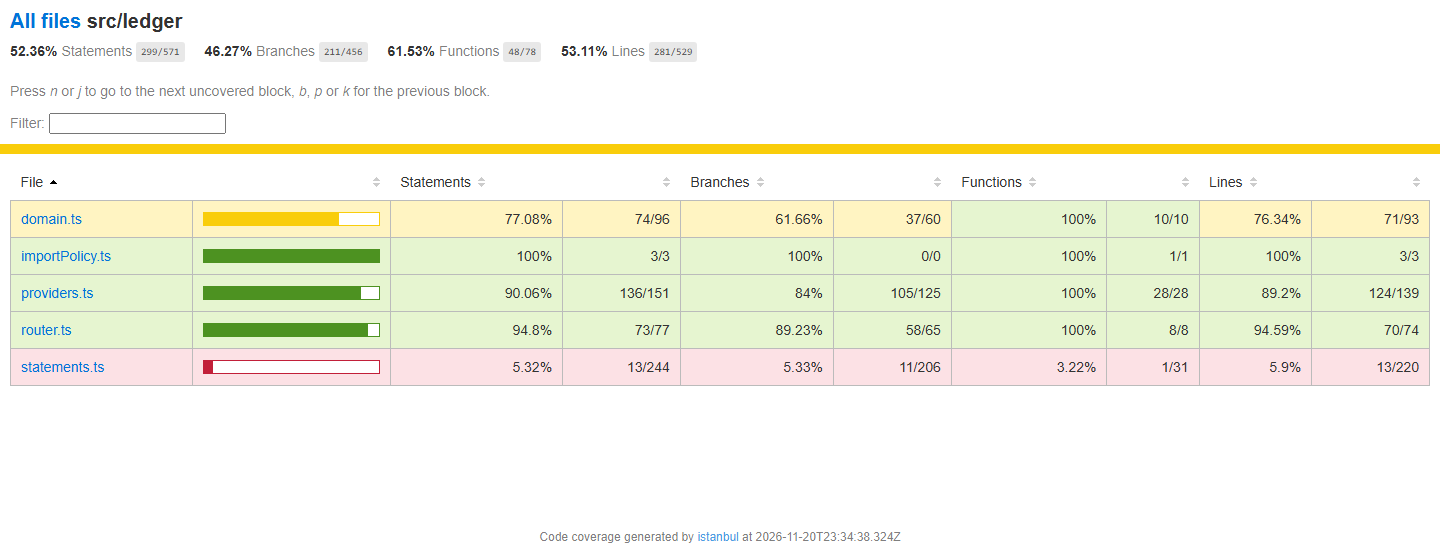 All files src/ledger
52.36% Statements 299/571 46.27% Branches 211/456 61.53% Functions 48/78 53.11% Lines 281/529
Press n or j to go to the next uncovered block, b, p or k for the previous block.
Filter:
File Statements Branches Functions Lines
domain.ts 77.08% 74/96 61.66% 37/60 100% 10/10 76.34% 71/93
importPolicy.ts 100% 3/3 100% 0/0 100% 1/1 100% 3/3
providers.ts 90.06% 136/151 84% 105/125 100% 28/28 89.2% 124/139
router.ts 94.8% 73/77 89.23% 58/65 100% 8/8 94.59% 70/74
statements.ts 5.32% 13/244 5.33% 11/206 3.22% 1/31 5.9% 13/220
Code coverage generated by istanbul at 2026-11-20T23:34:38.324Z